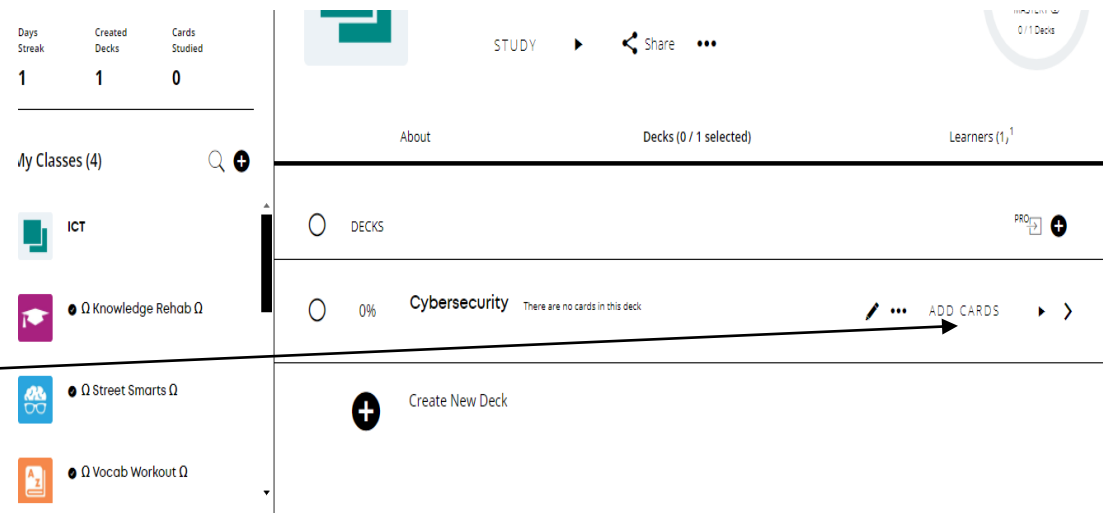 Days Streak
1
Created Decks
1
Cards Studied
0
My Classes (4)
ICT
Ω Knowledge Rehab Ω
Ω Street Smarts Ω
Ω Vocab Workout Ω
STUDY
Share
0 / 1 Decks
About
Decks (0 / 1 selected)
Learners (1/1
DECKS
PRO
0%
Cybersecurity
There are no cards in this deck
ADD CARDS
Create New Deck